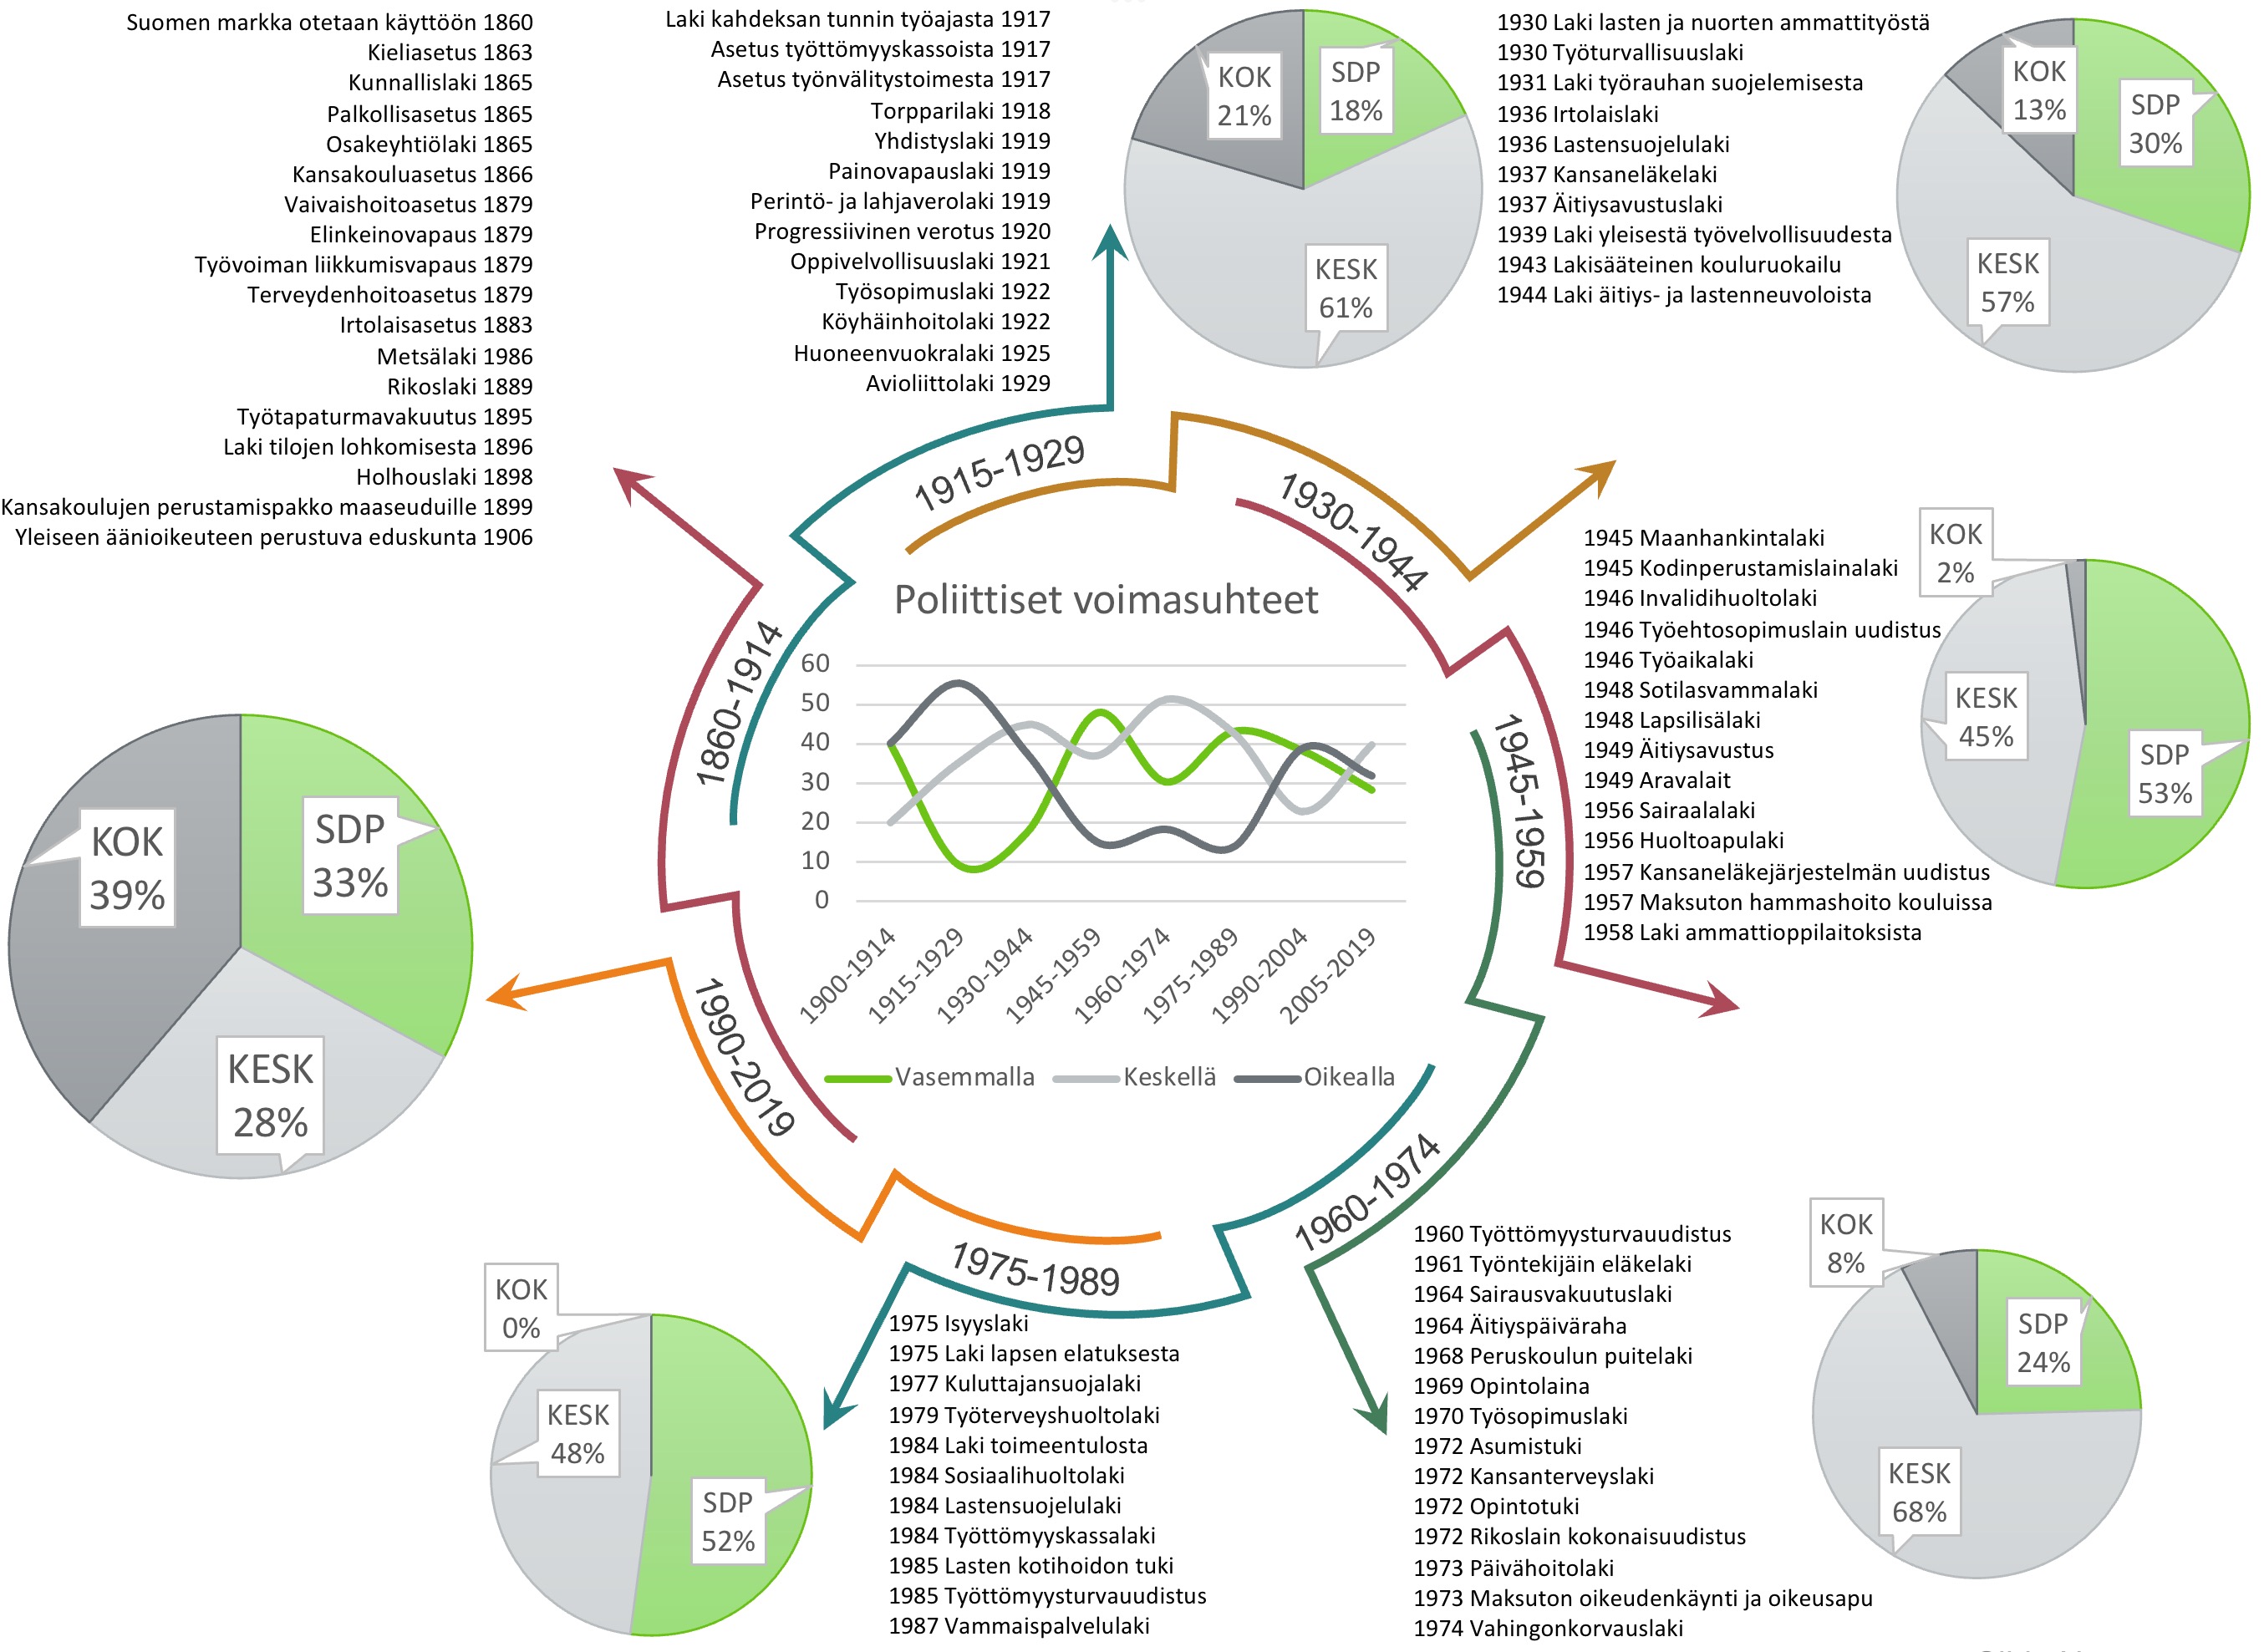 Suomen markka otetaan käyttöön 1860
Kieliasetus 1863
Kunnallislaki 1865
Palkollisasetus 1865
Osakeyhtiölaki 1865
Kansakouluasetus 1866
Vaivaishoitoasetus 1879
Elinkeinovapaus 1879
Työvoiman liikkumisvapaus 1879
Terveydenhoitoasetus 1879
Irtolaisasetus 1883
Metsälaki 1986
Rikoslaki 1889
Työtapaturmavakuutus 1895
Laki tilojen lohkomisesta 1896
Holhouslaki 1898
Kansakoulujen perustamispakko maaseuduille 1899
Yleiseen äänioikeuteen perustuva eduskunta 1906
Laki kahdeksan tunnin työajasta 1917
Asetus työttömyyskassoista 1917
Asetus työnvälitystoimesta 1917
Torpparilaki 1918
Yhdistyslaki 1919
Painovapauslaki 1919
Perintö- ja lahjaverolaki 1919
Progressiivinen verotus 1920
Oppivelvollisuuslaki 1921
Työsopimuslaki 1922
Köyhäinhoitolaki 1922
Huoneenvuokralaki 1925
Avioliittolaki 1929
KOK
21%
SDP
18%
KESK
61%
1930 Laki lasten ja nuorten ammattityöstä
1930 Työturvallisuuslaki
1931 Laki työrauhan suojelemisesta
1936 Irtolaislaki
1936 Lastensuojelulaki
1937 Kansaneläkelaki
1937 Äitiysavustuslaki
1939 Laki yleisestä työvelvollisuudesta
1943 Lakisääteinen kouluruokailu
1944 Laki äitiys- ja lastenneuvoloista
KOK
13%
SDP
30%
KESK
57%
1860-1914
1915-1929
1930-1944
1945-1959
1960-1974
1975-1989
1990-2019
Poliittiset voimasuhteet
60
50
40
30
20
10
0
1900-1914
1915-1929
1930-1944
1945-1959
1960-1974
1975-1989
1990-2004
2005-2019
Vasemmalla
Keskellä
Oikealla
1945 Maanhankintalaki
1945 Kodinperustamislainalaki
1946 Invalidihuoltolaki
1946 Työehtosopimuslain uudistus
1946 Työaikalaki
1948 Sotilasvammalaki
1948 Lapsilisälaki
1949 Äitiysavustus
1949 Aravalait
1956 Sairaalalaki
1956 Huoltoapulaki
1957 Kansaneläkejärjestelmän uudistus
1957 Maksuton hammashoito kouluissa
1958 Laki ammattioppilaitoksista
KOK
2%
KESK
45%
SDP
53%
KOK
39%
SDP
33%
KESK
28%
KOK
0%
KESK
48%
SDP
52%
1975 Isyyslaki
1975 Laki lapsen elatuksesta
1977 Kuluttajansuojalaki
1979 Työterveyshuoltolaki
1984 Laki toimeentulosta
1984 Sosiaalihuoltolaki
1984 Lastensuojelulaki
1984 Työttömyyskassalaki
1985 Lasten kotihoidon tuki
1985 Työttömyysturvauudistus
1987 Vammaispalvelulaki
1960 Työttömyysturvauudistus
1961 Työntekijäin eläkelaki
1964 Sairausvakuutuslaki
1964 Äitiyspäiväraha
1968 Peruskoulun puitelaki
1969 Opintolaina
1970 Työsopimuslaki
1972 Asumistuki
1972 Kansanterveyslaki
1972 Opintotuki
1972 Rikoslain kokonaisuudistus
1973 Päivähoitolaki
1973 Maksuton oikeudenkäynti ja oikeusapu
1974 Vahingonkorvauslaki
KOK
8%
SDP
24%
KESK
68%